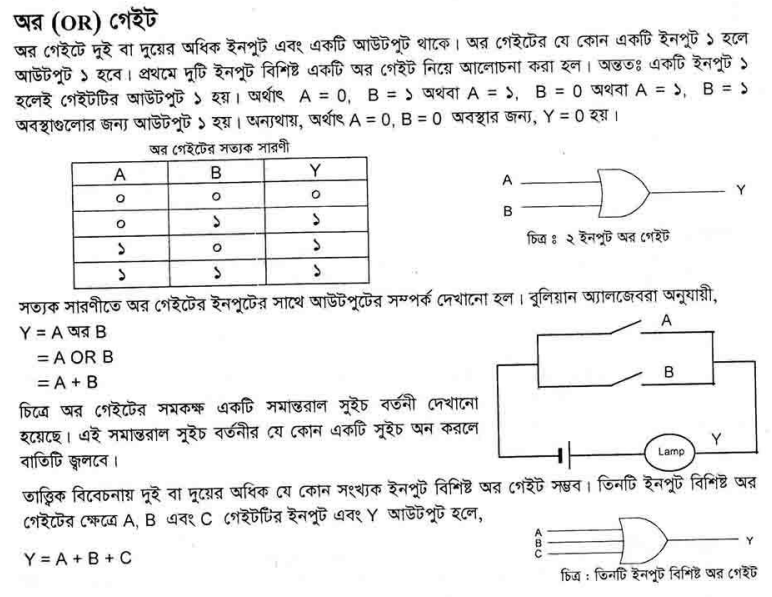 অর (OR) গেইট
অর গেইটে দুই বা দুয়ের অধিক ইনপুট এবং একটি আউটপুট থাকে। অর গেইটের যে কোন একটি ইনপুট ১ হলে
আউটপুট ১ হবে। প্রথমে দুটি ইনপুট বিশিষ্ট একটি অর গেইট নিয়ে আলোচনা করা হল। অন্ততঃ একটি ইনপুট ১
হলেই গেইটটির আউটপুট ১ হয়। অর্থাৎ A = 0, B = ১ অথবা A = ১, B = 0 অথবা A = ১, B = ১
অবস্থাগুলোর জন্য আউটপুট ১ হয়। অন্যথায়, অর্থাৎ A = 0, B = 0 অবস্থার জন্য, Y = 0 হয়।
অর গেইটের সত্যক সারণী
A B Y
০ ০ ০
০ ১ ১
১ ০ ১
১ ১ ১
A
B
Y
চিত্র ঃ ২ ইনপুট অর গেইট
সত্যক সারণীতে অর গেইটের ইনপুটের সাথে আউটপুটের সম্পর্ক দেখানো হল। বুলিয়ান অ্যালজেবরা অনুযায়ী,
Y = A অর B
= A OR B
= A + B
চিত্রে অর গেইটের সমকক্ষ একটি সমান্তরাল সুইচ বর্তনী দেখানো
হয়েছে। এই সমান্তরাল সুইচ বর্তনীর যে কোন একটি সুইচ অন করলে
বাতিটি জ্বলবে।
A
B
Lamp
Y
তাত্ত্বিক বিবেচনায় দুই বা দুয়ের অধিক যে কোন সংখ্যক ইনপুট বিশিষ্ট অর গেইট সম্ভব। তিনটি ইনপুট বিশিষ্ট অর
গেইটের ক্ষেত্রে A, B এবং C গেইটটির ইনপুট এবং Y আউটপুট হলে,
Y = A + B + C
A
B
C
Y
চিত্র : তিনটি ইনপুট বিশিষ্ট অর গেইট